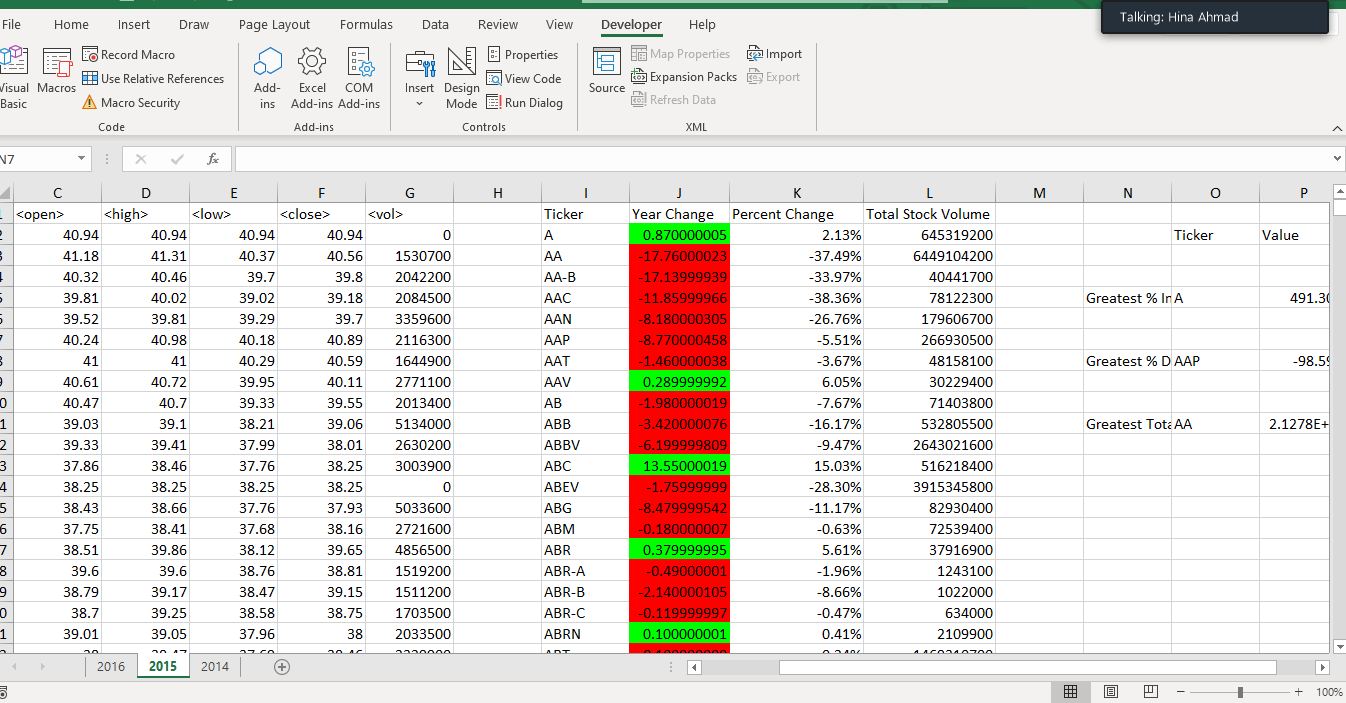 Talking: Hina Ahmad
File Home Insert Draw Page Layout Formulas Data Review View Developer Help
Visual Basic
Macros
Record Macro
Use Relative References
Macro Security
Code
Add-ins
Excel Add-ins
COM Add-ins
Add-ins
Insert
Design Mode
Properties
View Code
Run Dialog
Controls
Source
Map Properties
Expansion Packs
Refresh Data
Import
Export
XML
N7 fx
C D E F G H I J K L M N O P
<open> <high> <low> <close> <vol> Ticker Year Change Percent Change Total Stock Volume
40.94 40.94 40.94 40.94 0 A 0.870000005 2.13% 645319200 Ticker Value
41.18 41.31 40.37 40.56 1530700 AA -17.76000023 -37.49% 6449104200
40.32 40.46 39.7 39.8 2042200 AA-B -17.13999939 -33.97% 40441700
39.81 40.02 39.02 39.18 2084500 AAC -11.85999966 -38.36% 78122300 Greatest % In A 491.30
39.52 39.81 39.29 39.7 3359600 AAN -8.180000305 -26.76% 179606700
40.24 40.98 40.18 40.89 2116300 AAP -8.770000458 -5.51% 266930500
41 41 40.29 40.59 1644900 AAT -1.460000038 -3.67% 48158100 Greatest % D AAP -98.59
40.61 40.72 39.95 40.11 2771100 AAV 0.289999992 6.05% 30229400
40.47 40.7 39.33 39.55 2013400 AB -1.980000019 -7.67% 71403800
39.03 39.1 38.21 39.06 5134000 ABB -3.420000076 -16.17% 532805500 Greatest Tota AA 2.1278E+
39.33 39.41 37.99 38.01 2630200 ABBV -6.199999809 -9.47% 2643021600
37.86 38.46 37.76 38.25 3003900 ABC 13.55000019 15.03% 516218400
38.25 38.25 38.25 38.25 0 ABEV -1.75999999 -28.30% 3915345800
38.43 38.66 37.76 37.93 5033600 ABG -8.479999542 -11.17% 82930400
37.75 38.41 37.68 38.16 2721600 ABM -0.180000007 -0.63% 72539400
38.51 39.86 38.12 39.65 4856500 ABR 0.379999995 5.61% 37916900
39.6 39.6 38.76 38.81 1519200 ABR-A -0.49000001 -1.96% 1243100
38.79 39.17 38.47 39.15 1511200 ABR-B -2.140000105 -8.66% 1022000
38.7 39.25 38.58 38.75 1703500 ABR-C -0.119999997 -0.47% 634000
39.01 39.05 37.96 38 2033500 ABRN 0.100000001 0.41% 2109900
2016 2015 2014
100%